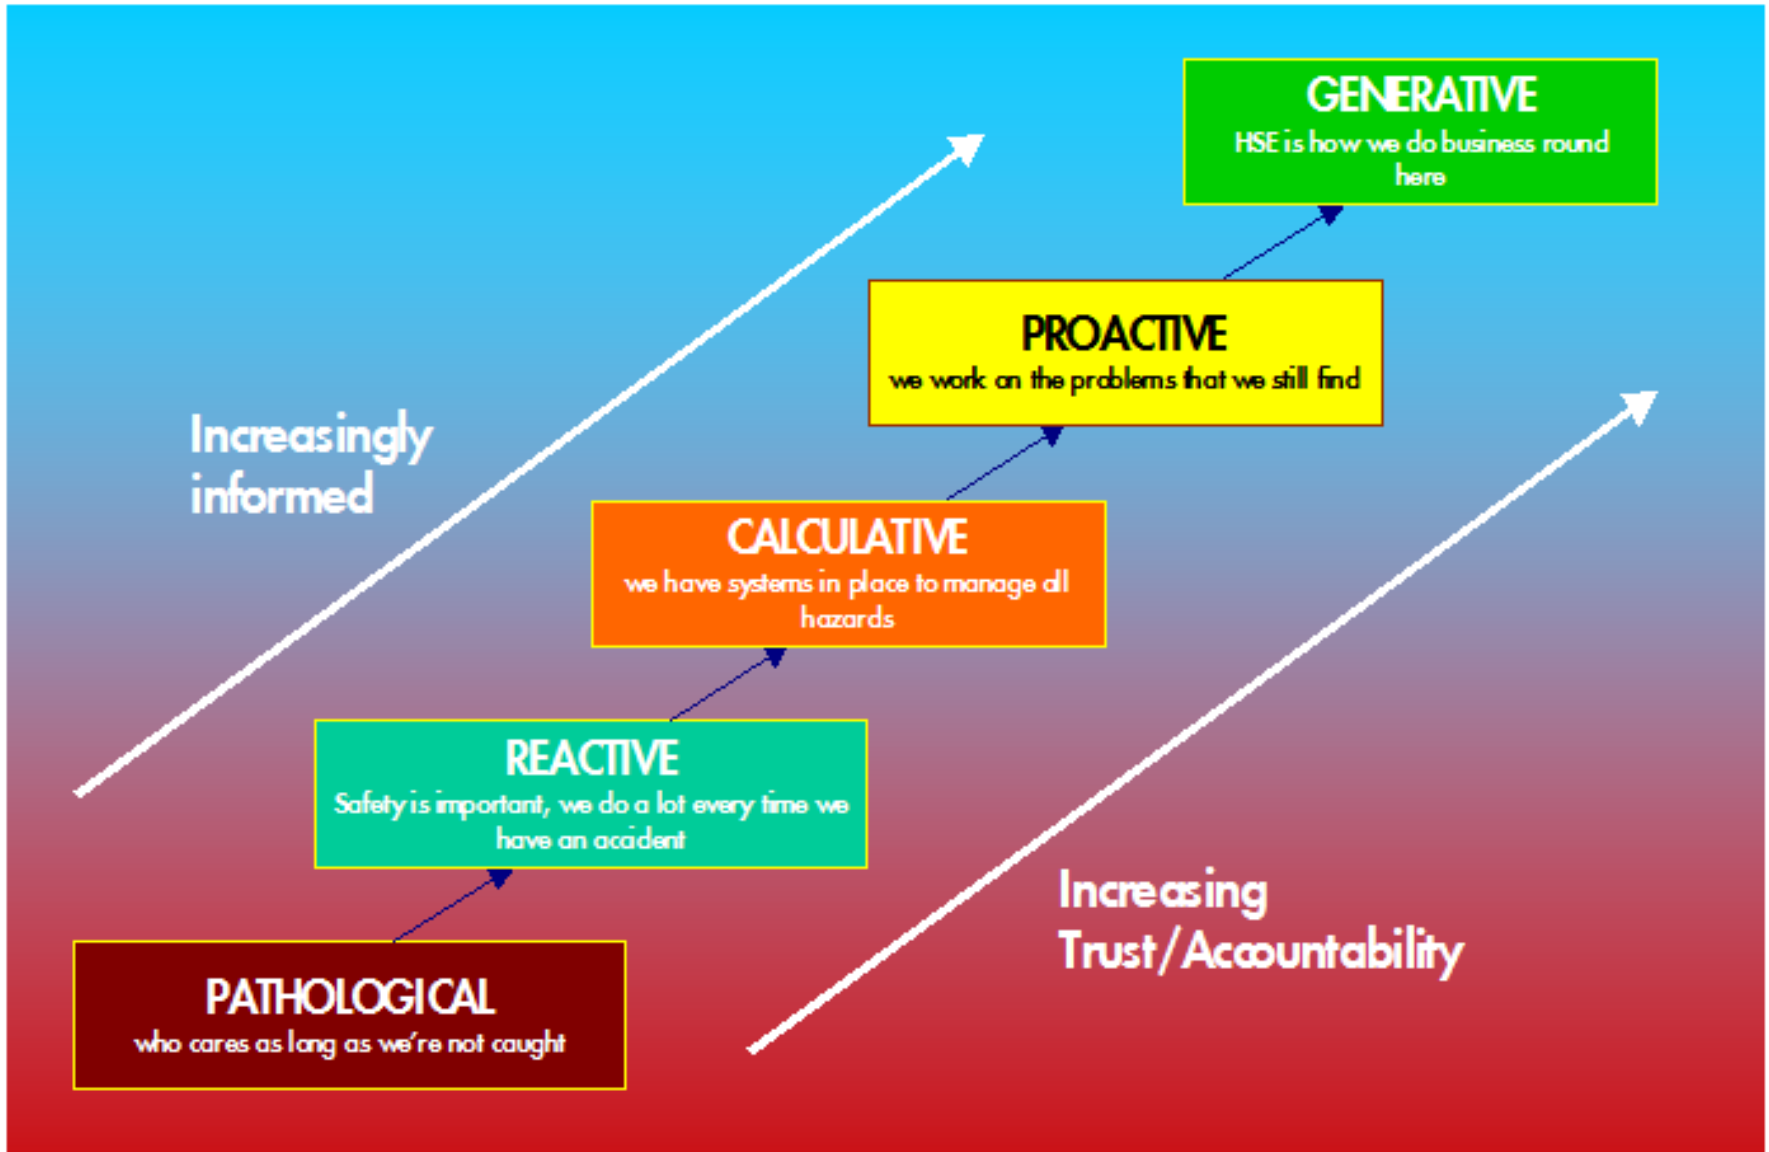 GENERATIVE
HSE is how we do business round
here
PROACTIVE
we work on the problems that we still find
Increasingly
informed
CALCULATIVE
we have systems in place to manage all
hazards
REACTIVE
Safety is important, we do a lot every time we
have an accident
Increasing
Trust/Accountability
PATHOLOGICAL
who cares as long as we're not caught